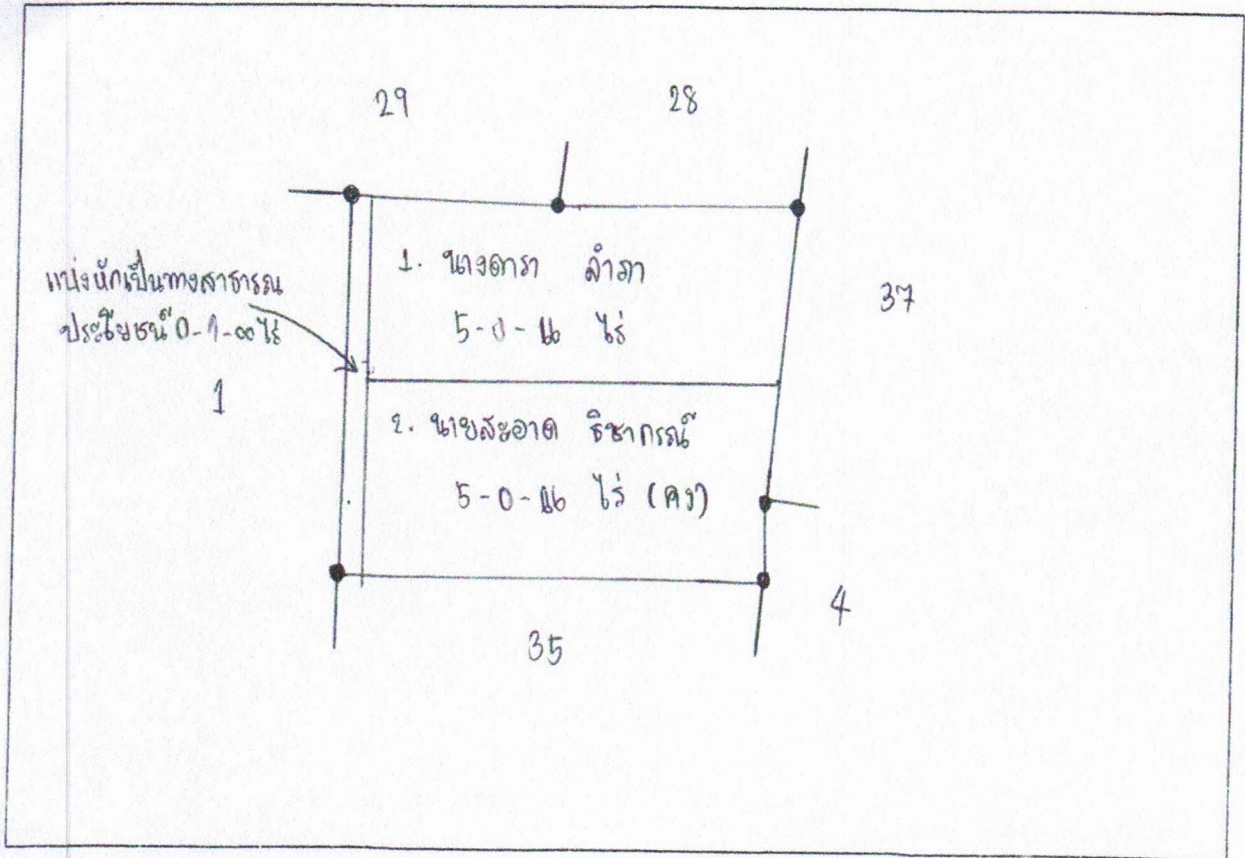 29
28
1. นางดารา ลำภา
5-0-16 ไร่
37
แบ่งหักเป็นทางสาธารณ
ประโยชน์ 0-1-00 ไร่
1
2. นายสะอาด ธิชากรณ์
5-0-16 ไร่ (คง)
4
35